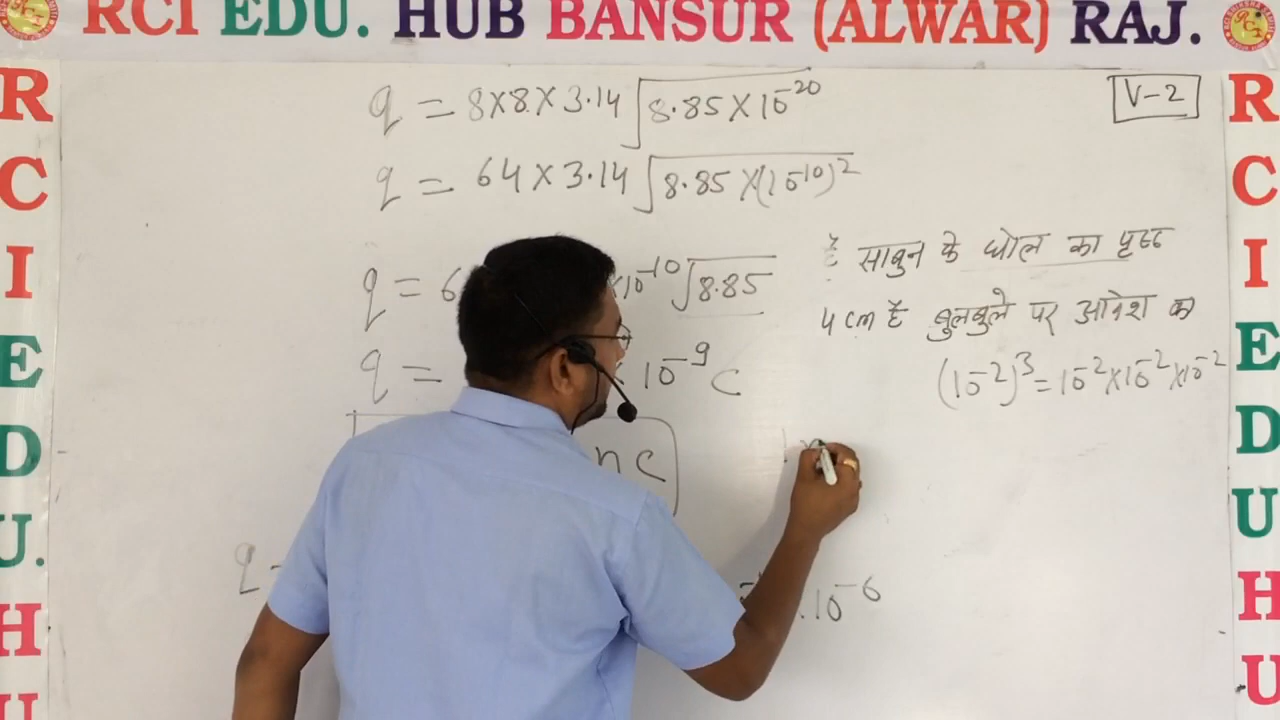 RCI EDU. HUB BANSUR (ALWAR) RAJ.
q = 8×8×3.14 √8.85×10⁻²⁰
V-2
q = 64×3.14 √8.85×(10⁻¹⁰)²
है साबुन के घोल का पृष्ठ
q = 6 ×10⁻¹⁰ √8.85
4 cm है बुलबुले पर आवेश का
q = 10⁻⁹ C
(10⁻²)³ = 10⁻²×10⁻²×10⁻²
nc
q
.10⁻⁶
R
C
I
E
D
U.
H
U
R
C
I
E
D
U.
H
U